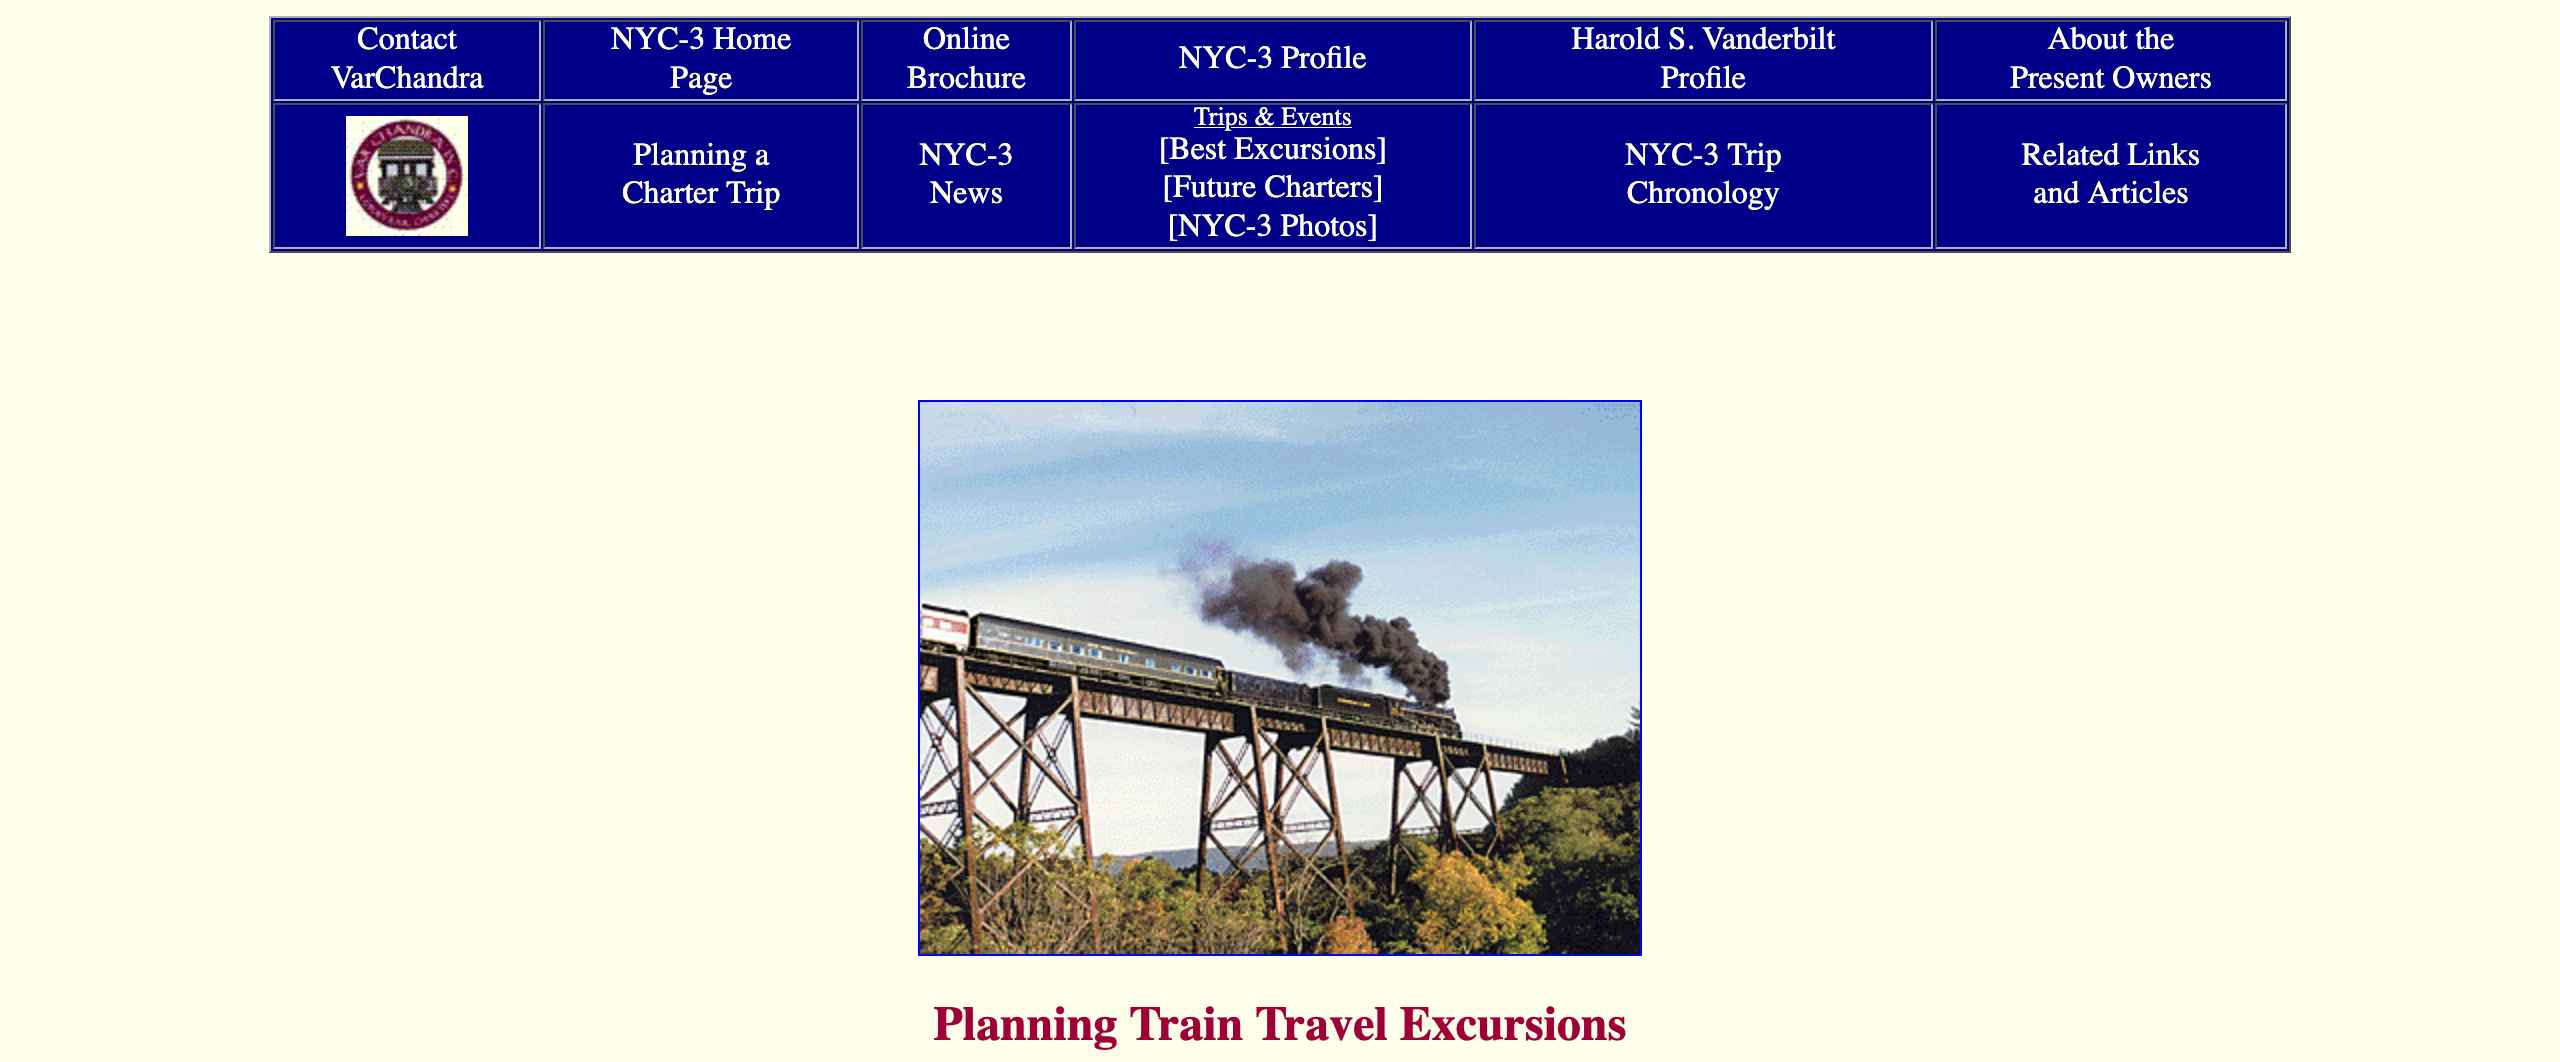 Contact
VarChandra
NYC-3 Home
Page
Online
Brochure
NYC-3 Profile
Harold S. Vanderbilt
Profile
About the
Present Owners
Planning a
Charter Trip
NYC-3
News
Trips & Events
[Best Excursions]
[Future Charters]
[NYC-3 Photos]
NYC-3 Trip
Chronology
Related Links
and Articles
Planning Train Travel Excursions